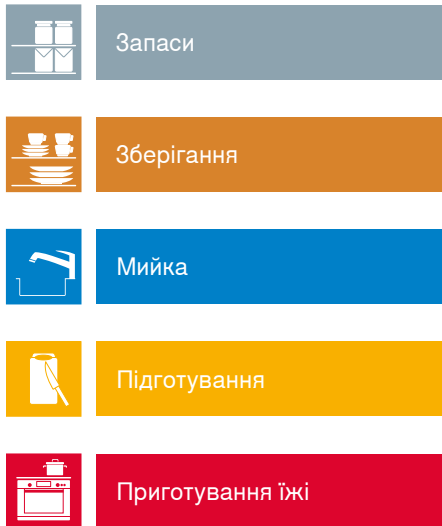 Запаси
Зберігання
Мийка
Підготування
Приготування їжі